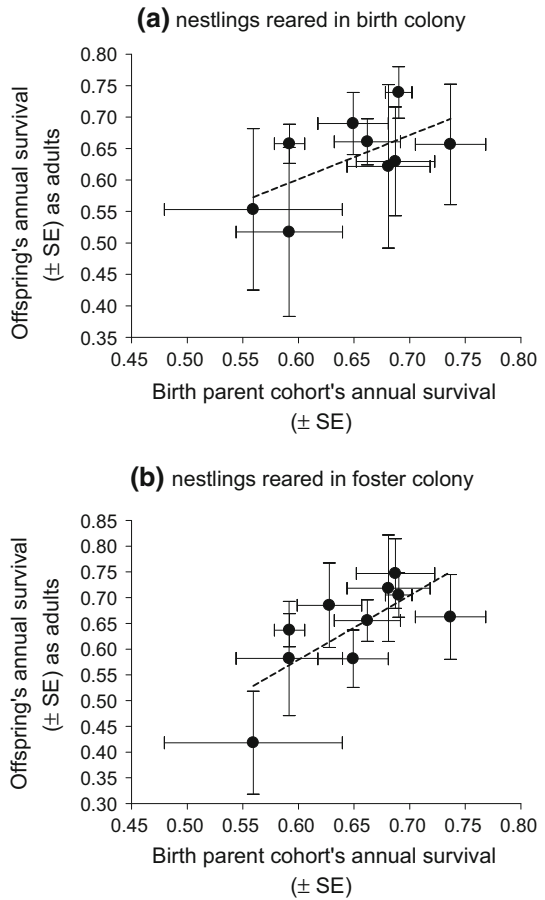 (a) nestlings reared in birth colony
Offspring's annual survival
(± SE) as adults
0.80
0.75
0.70
0.65
0.60
0.55
0.50
0.45
0.40
0.35
0.45 0.50 0.55 0.60 0.65 0.70 0.75 0.80
Birth parent cohort's annual survival
(± SE)
(b) nestlings reared in foster colony
Offspring's annual survival
(± SE) as adults
0.85
0.80
0.75
0.70
0.65
0.60
0.55
0.50
0.45
0.40
0.35
0.30
0.45 0.50 0.55 0.60 0.65 0.70 0.75 0.80
Birth parent cohort's annual survival
(± SE)